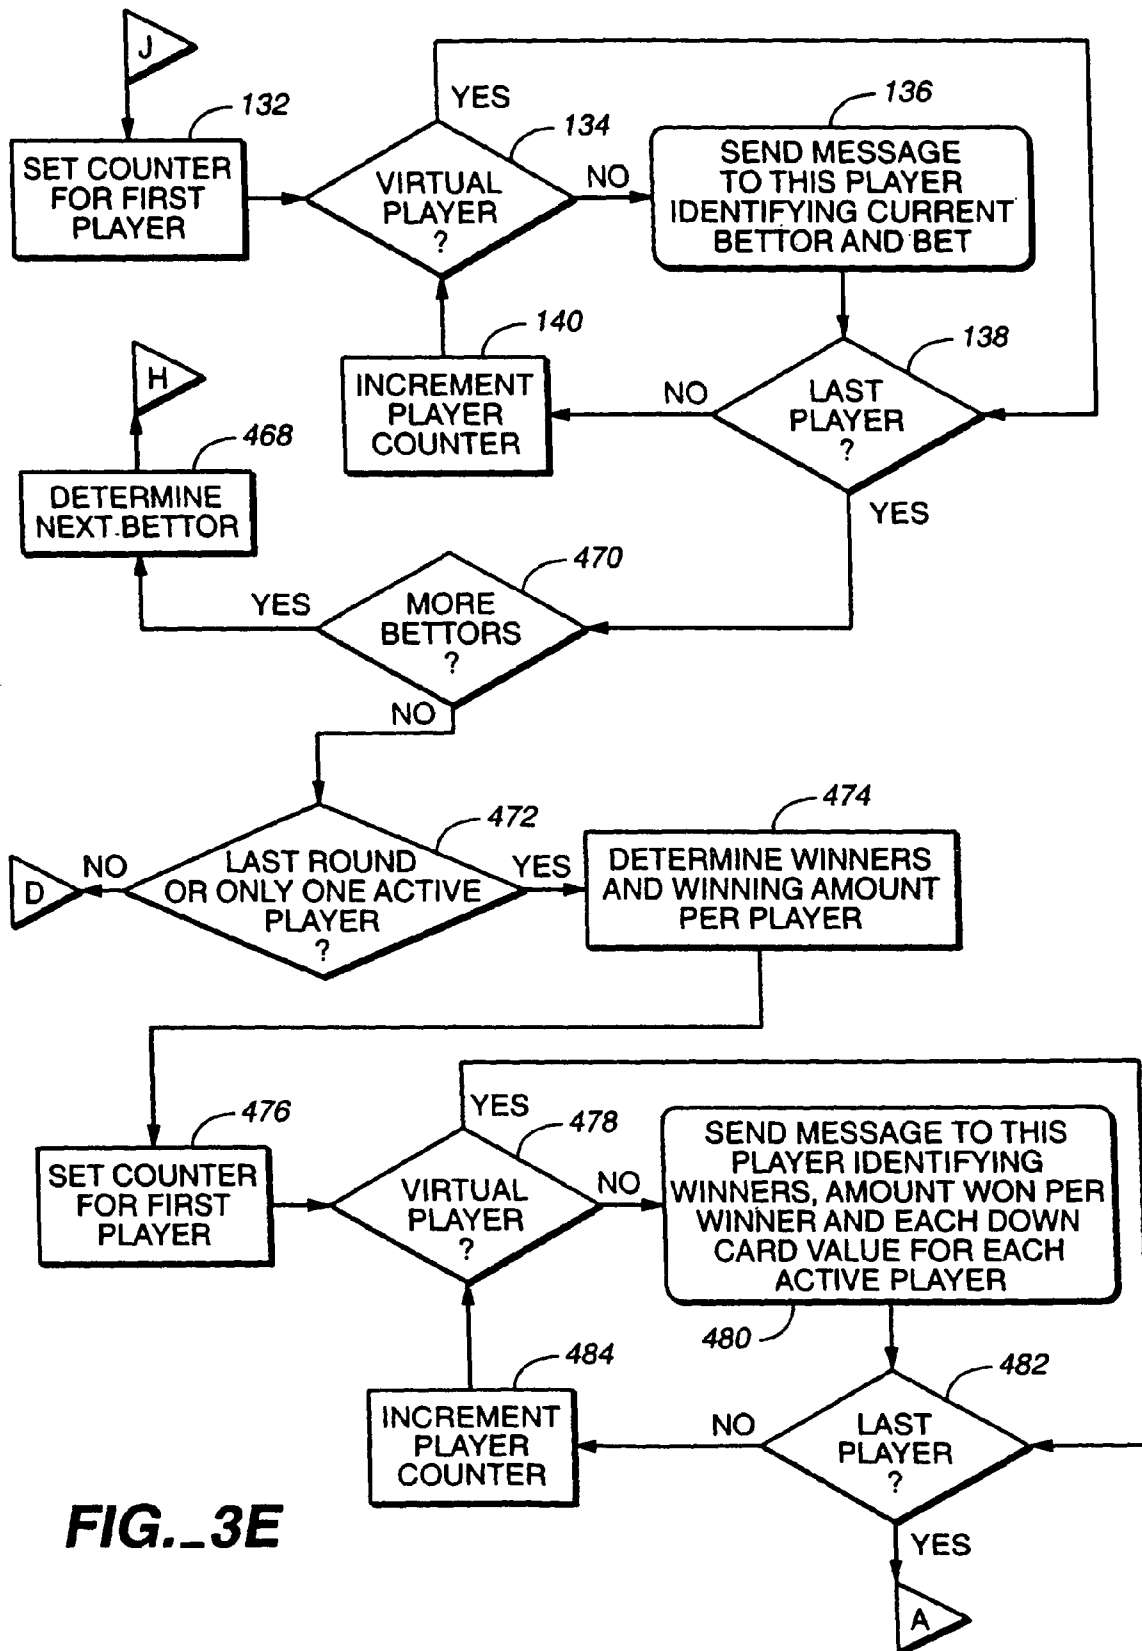 J
132
SET COUNTER
FOR FIRST
PLAYER
YES
134
VIRTUAL
PLAYER
?
NO
136
SEND MESSAGE
TO THIS PLAYER
IDENTIFYING CURRENT
BETTOR AND BET
140
INCREMENT
PLAYER
COUNTER
NO
138
LAST
PLAYER
?
YES
H
468
DETERMINE
NEXT BETTOR
YES
470
MORE
BETTORS
?
NO
D
NO
472
LAST ROUND
OR ONLY ONE ACTIVE
PLAYER
?
YES
474
DETERMINE WINNERS
AND WINNING AMOUNT
PER PLAYER
476
SET COUNTER
FOR FIRST
PLAYER
YES
478
VIRTUAL
PLAYER
?
NO
SEND MESSAGE TO THIS
PLAYER IDENTIFYING
WINNERS, AMOUNT WON PER
WINNER AND EACH DOWN
CARD VALUE FOR EACH
ACTIVE PLAYER
480
484
INCREMENT
PLAYER
COUNTER
NO
482
LAST
PLAYER
?
YES
A
FIG._3E